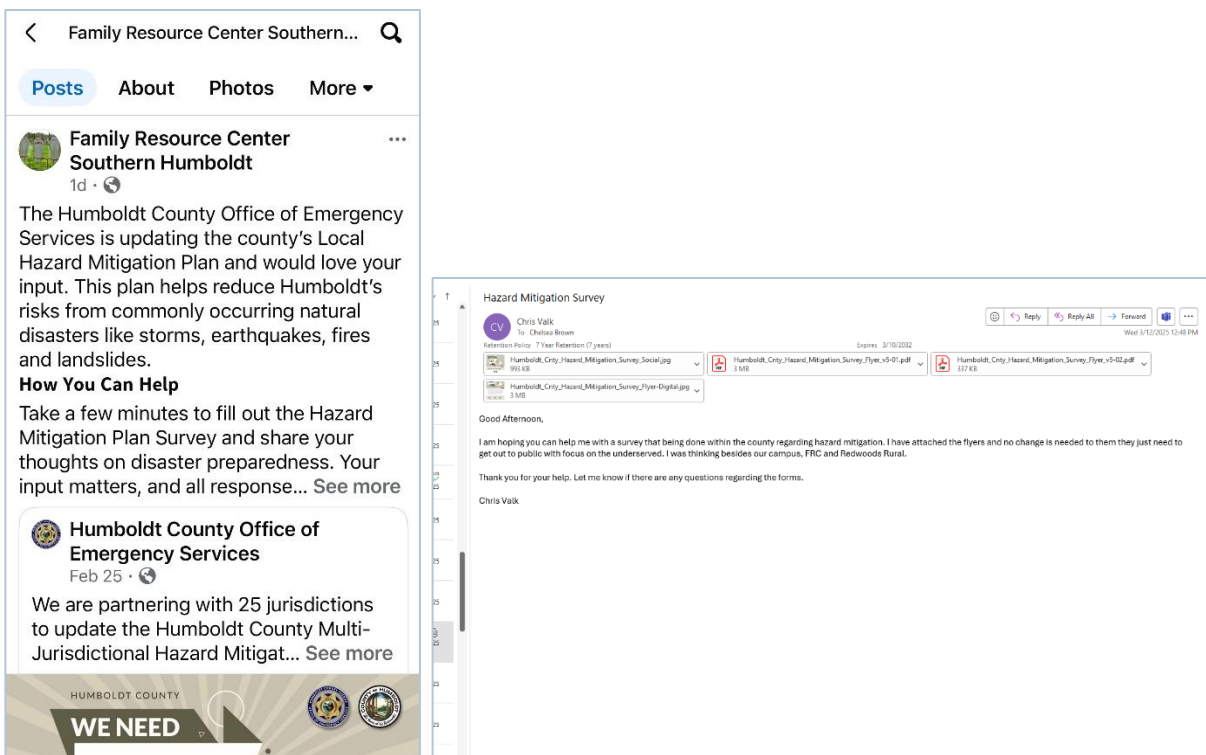 Family Resource Center Southern...
Posts About Photos More
Family Resource Center
Southern Humboldt
1d ·
The Humboldt County Office of Emergency
Services is updating the county's Local
Hazard Mitigation Plan and would love your
input. This plan helps reduce Humboldt's
risks from commonly occurring natural
disasters like storms, earthquakes, fires
and landslides.
How You Can Help
Take a few minutes to fill out the Hazard
Mitigation Plan Survey and share your
thoughts on disaster preparedness. Your
input matters, and all response... See more
Humboldt County Office of
Emergency Services
Feb 25 ·
We are partnering with 25 jurisdictions
to update the Humboldt County Multi-
Jurisdictional Hazard Mitigat... See more
HUMBOLDT COUNTY
WE NEED
Hazard Mitigation Survey
CV
Chris Valk
To Chelsea Brown
Reply Reply All Forward
Wed 3/12/2025 12:48 PM
Retention Policy 7 Year Retention (7 years) Expires 3/10/2032
Humboldt_Cnty_Hazard_Mitigation_Survey_Social.jpg
993 KB
Humboldt_Cnty_Hazard_Mitigation_Survey_Flyer_v5-01.pdf
3 MB
Humboldt_Cnty_Hazard_Mitigation_Survey_Flyer_v5-02.pdf
337 KB
Humboldt_Cnty_Hazard_Mitigation_Survey_Flyer-Digital.jpg
3 MB
Good Afternoon,
I am hoping you can help me with a survey that being done within the county regarding hazard mitigation. I have attached the flyers and no change is needed to them they just need to
get out to public with focus on the underserved. I was thinking besides our campus, FRC and Redwoods Rural.
Thank you for your help. Let me know if there are any questions regarding the forms.
Chris Valk
25
25
25
25
25
25
25
25
25
25